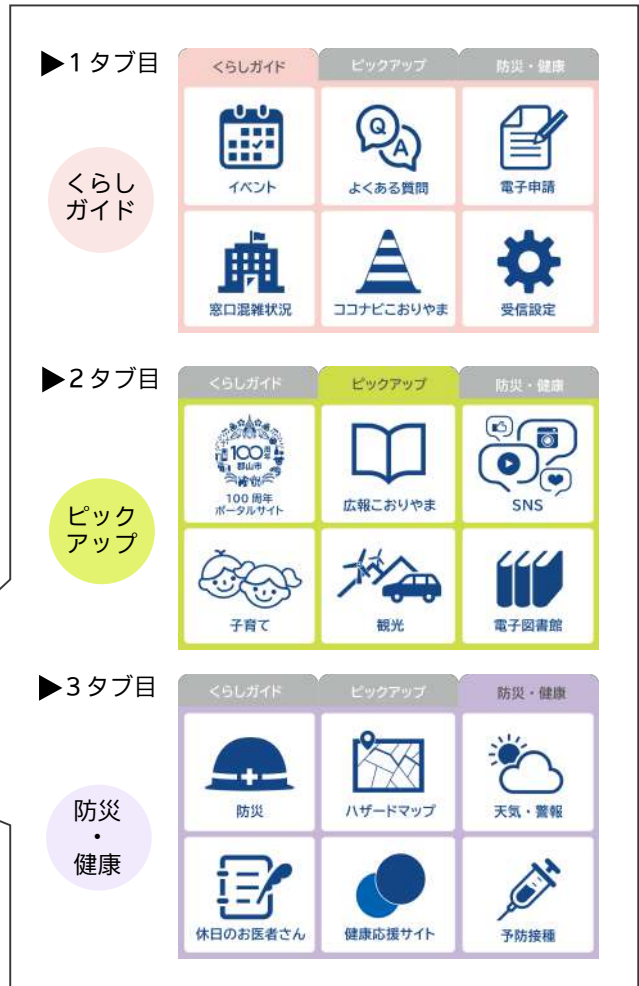 ▶1タブ目
くらしガイド
ピックアップ
防災・健康
くらし
ガイド
イベント
Q
A
よくある質問
電子申請
窓口混雑状況
ココナビこおりやま
受信設定
▶2タブ目
くらしガイド
ピックアップ
防災・健康
ピック
アップ
100周年
郡山市
100周年
ポータルサイト
広報こおりやま
SNS
子育て
観光
電子図書館
▶3タブ目
くらしガイド
ピックアップ
防災・健康
防災
・
健康
防災
ハザードマップ
天気・警報
休日のお医者さん
健康応援サイト
予防接種